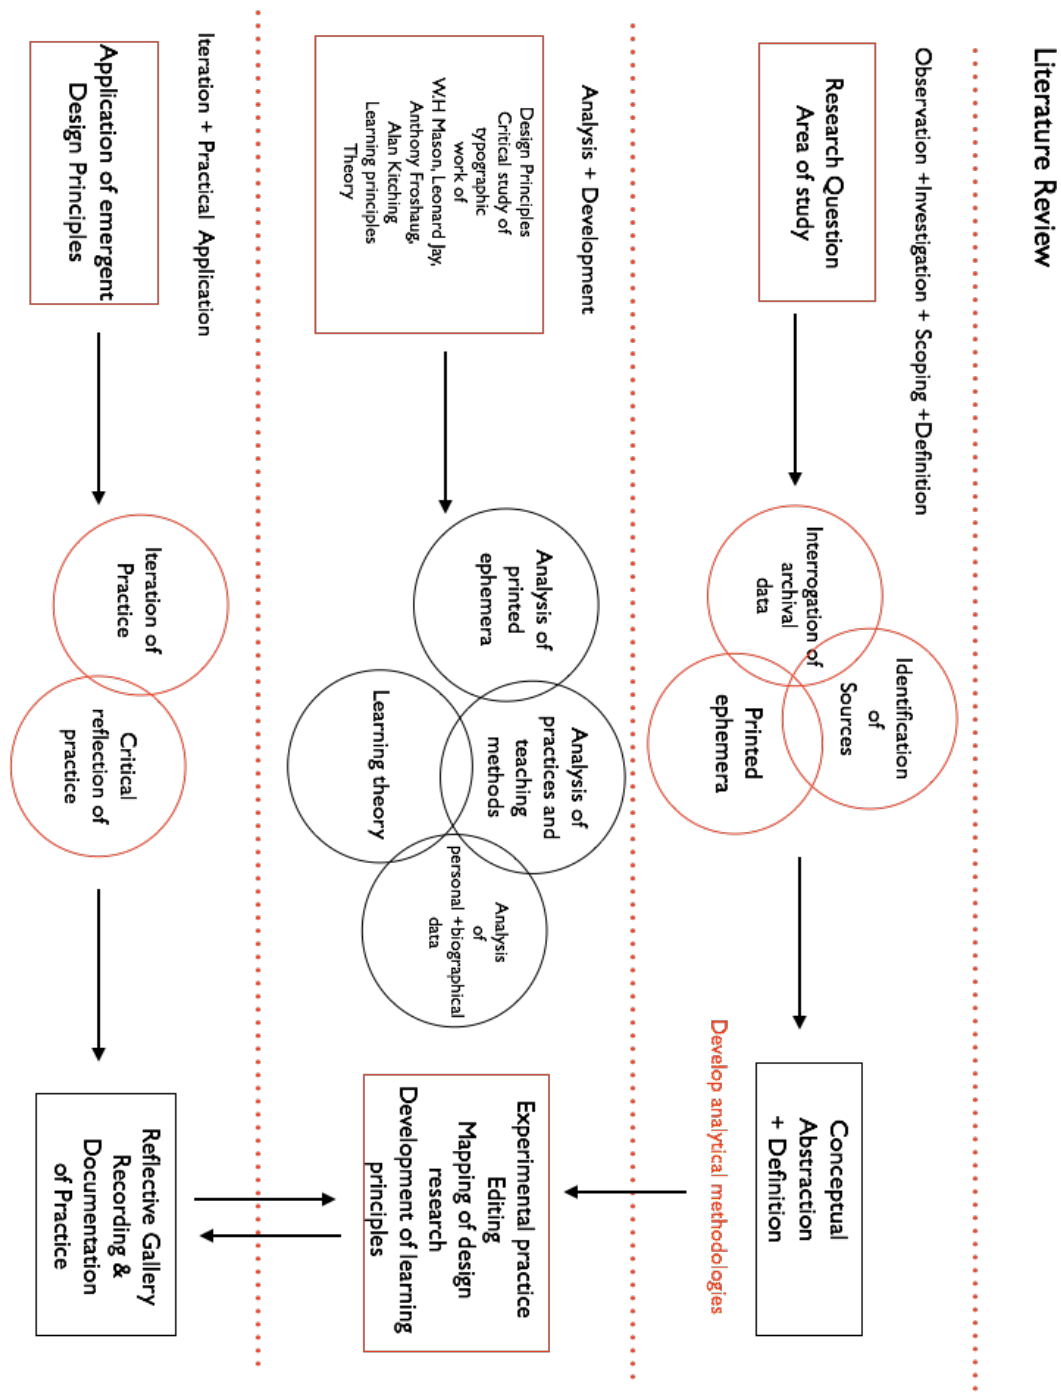 Literature Review
Observation +Investigation + Scoping +Definition
Research Question
Area of study
Interrogation of
archival
data
Identification
of
Sources
Printed
ephemera
Conceptual
Abstraction
+ Definition
Develop analytical methodologies
Analysis + Development
Design Principles
Critical study of
typographic
work of
W.H Mason, Leonard Jay,
Anthony Froshaug,
Alan Kitching
Learning principles
Theory
Analysis of
printed
ephemera
Analysis of
practices and
teaching
methods
Learning theory
Analysis
of
personal +biographical
data
Experimental practice
Editing
Mapping of design
research
Development of learning
principles
Iteration + Practical Application
Application of emergent
Design Principles
Iteration of
Practice
Critical
reflection of
practice
Reflective Gallery
Recording &
Documentation
of Practice